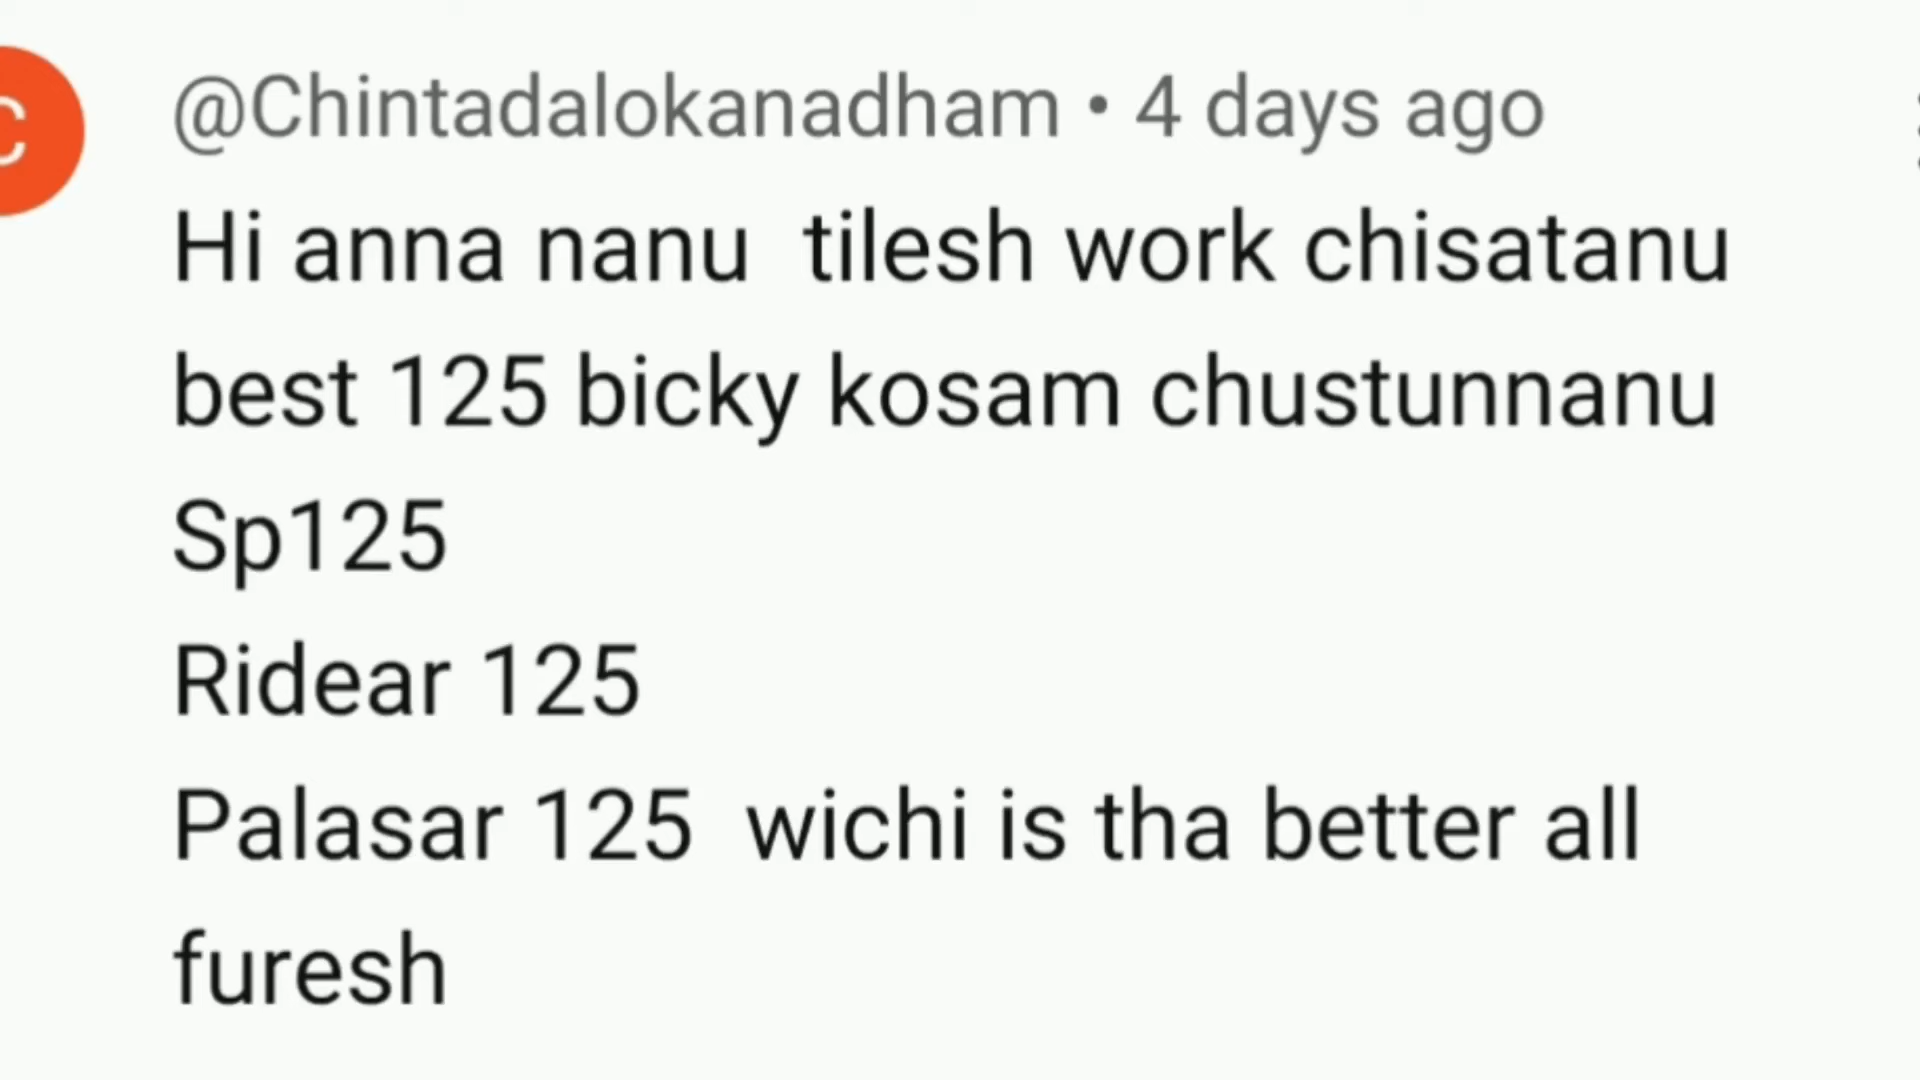 C
@Chintadalokanadham • 4 days ago
Hi anna nanu  tilesh work chisatanu
best 125 bicky kosam chustunnanu
Sp125
Ridear 125
Palasar 125  wichi is tha better all
furesh